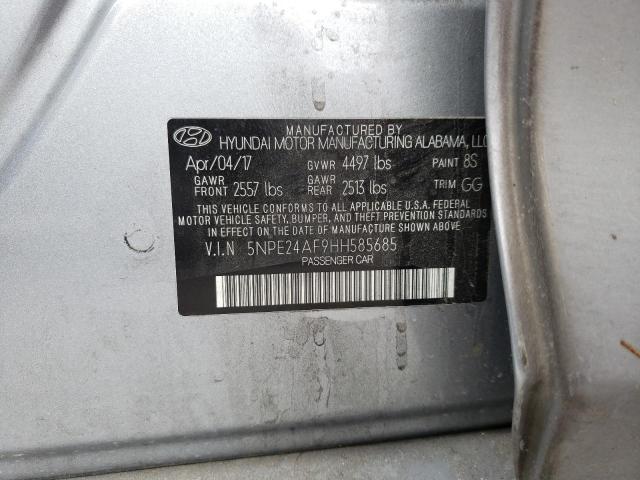 MANUFACTURED BY
HYUNDAI MOTOR MANUFACTURING ALABAMA, LLC
Apr/04/17 GVWR 4497 lbs PAINT 8S
GAWR FRONT 2557 lbs GAWR REAR 2513 lbs TRIM GG
THIS VEHICLE CONFORMS TO ALL APPLICABLE U.S.A. FEDERAL
MOTOR VEHICLE SAFETY, BUMPER, AND THEFT PREVENTION STANDARDS
IN EFFECT ON THE DATE OF MANUFACTURE SHOWN ABOVE.
V.I.N 5NPE24AF9HH585685
PASSENGER CAR